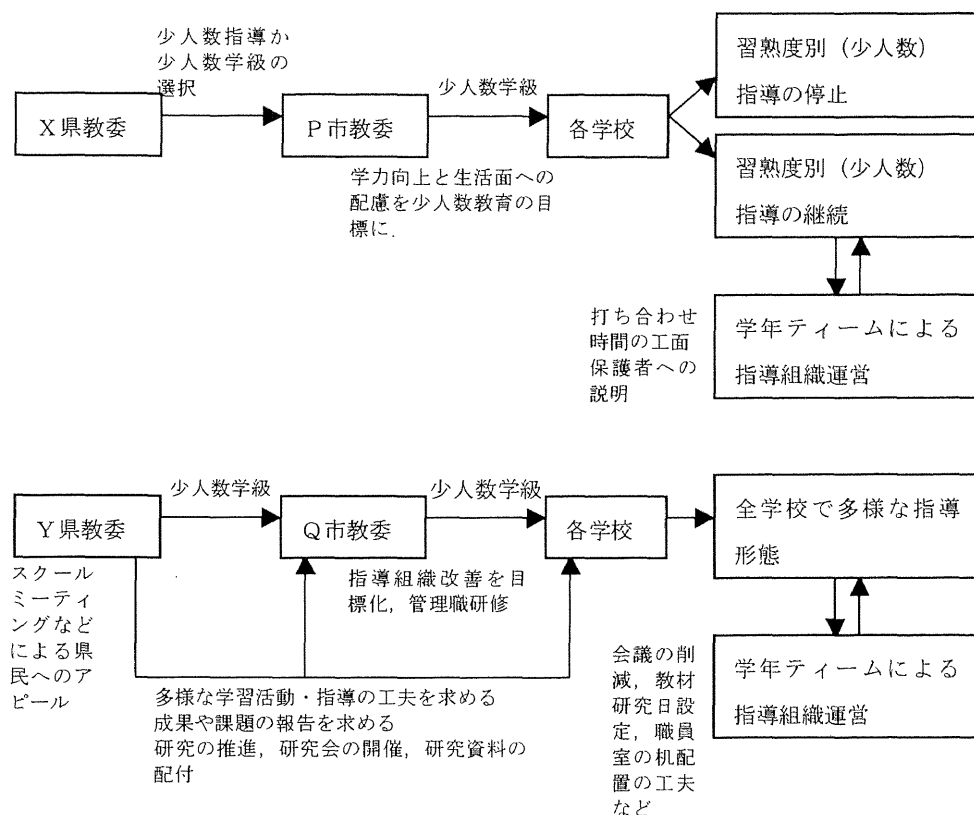 少人数指導か
少人数学級の
選択
X県教委
P市教委
少人数学級
各学校
習熟度別（少人数）
指導の停止
習熟度別（少人数）
指導の継続
学力向上と生活面への
配慮を少人数教育の目
標に.
打ち合わせ
時間の工面
保護者への
説明
学年ティームによる
指導組織運営
Y県教委
少人数学級
Q市教委
少人数学級
各学校
全学校で多様な指導
形態
スクール
ミーティ
ングなど
による県
民へのア
ピール
指導組織改善を目
標化，管理職研修
多様な学習活動・指導の工夫を求める
成果や課題の報告を求める
研究の推進，研究会の開催，研究資料の
配付
会議の削
減，教材
研究日設
定，職員
室の机配
置の工夫
など
学年ティームによる
指導組織運営